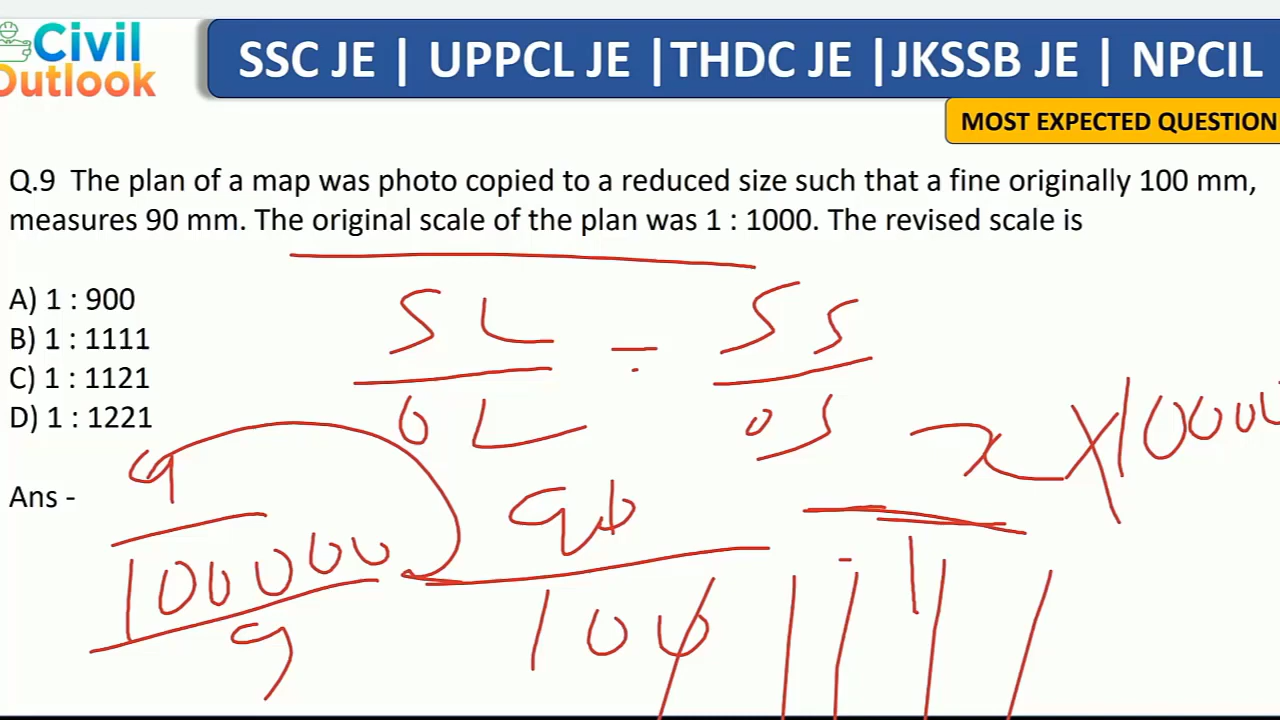 Civil
Outlook
SSC JE | UPPCL JE |THDC JE |JKSSB JE | NPCIL
MOST EXPECTED QUESTION
Q.9 The plan of a map was photo copied to a reduced size such that a fine originally 100 mm,
measures 90 mm. The original scale of the plan was 1 : 1000. The revised scale is
A) 1 : 900
B) 1 : 1111
C) 1 : 1121
D) 1 : 1221
Ans -
SL = SS
OL OS
9 90 x X1000
10000 100 1
9 1111